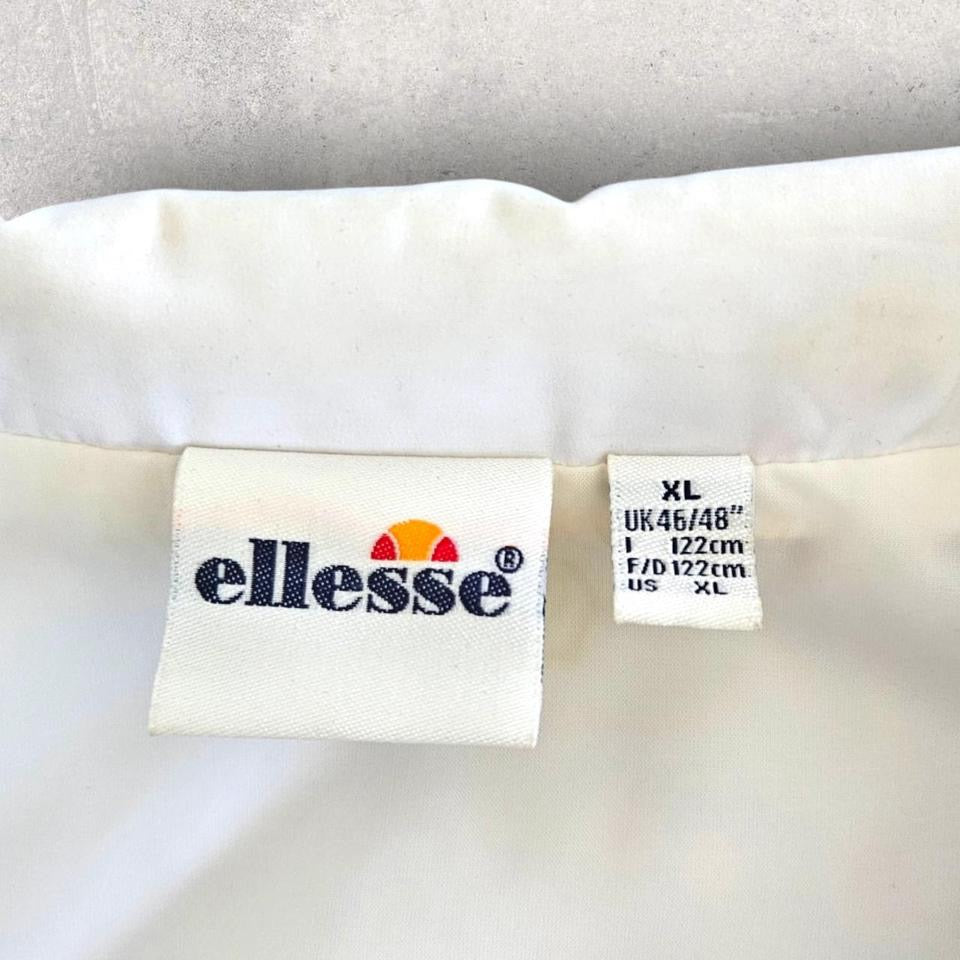 ellesse®
XL
UK46/48"
I 122cm
F/D 122cm
US XL